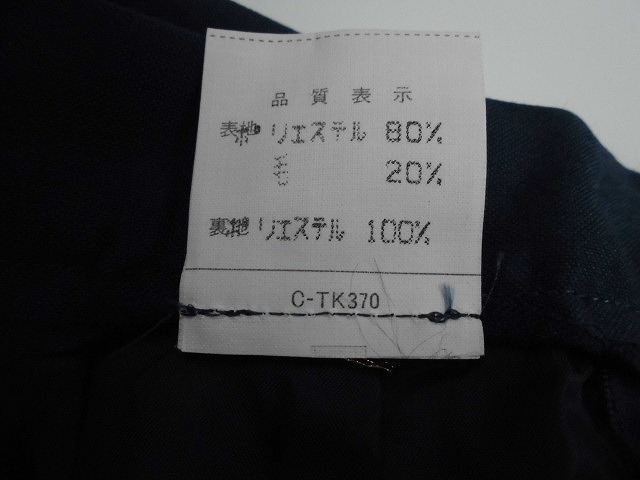 品質表示
表地 ポリエステル 80%
毛 20%
裏地 ポリエステル 100%
C-TK370